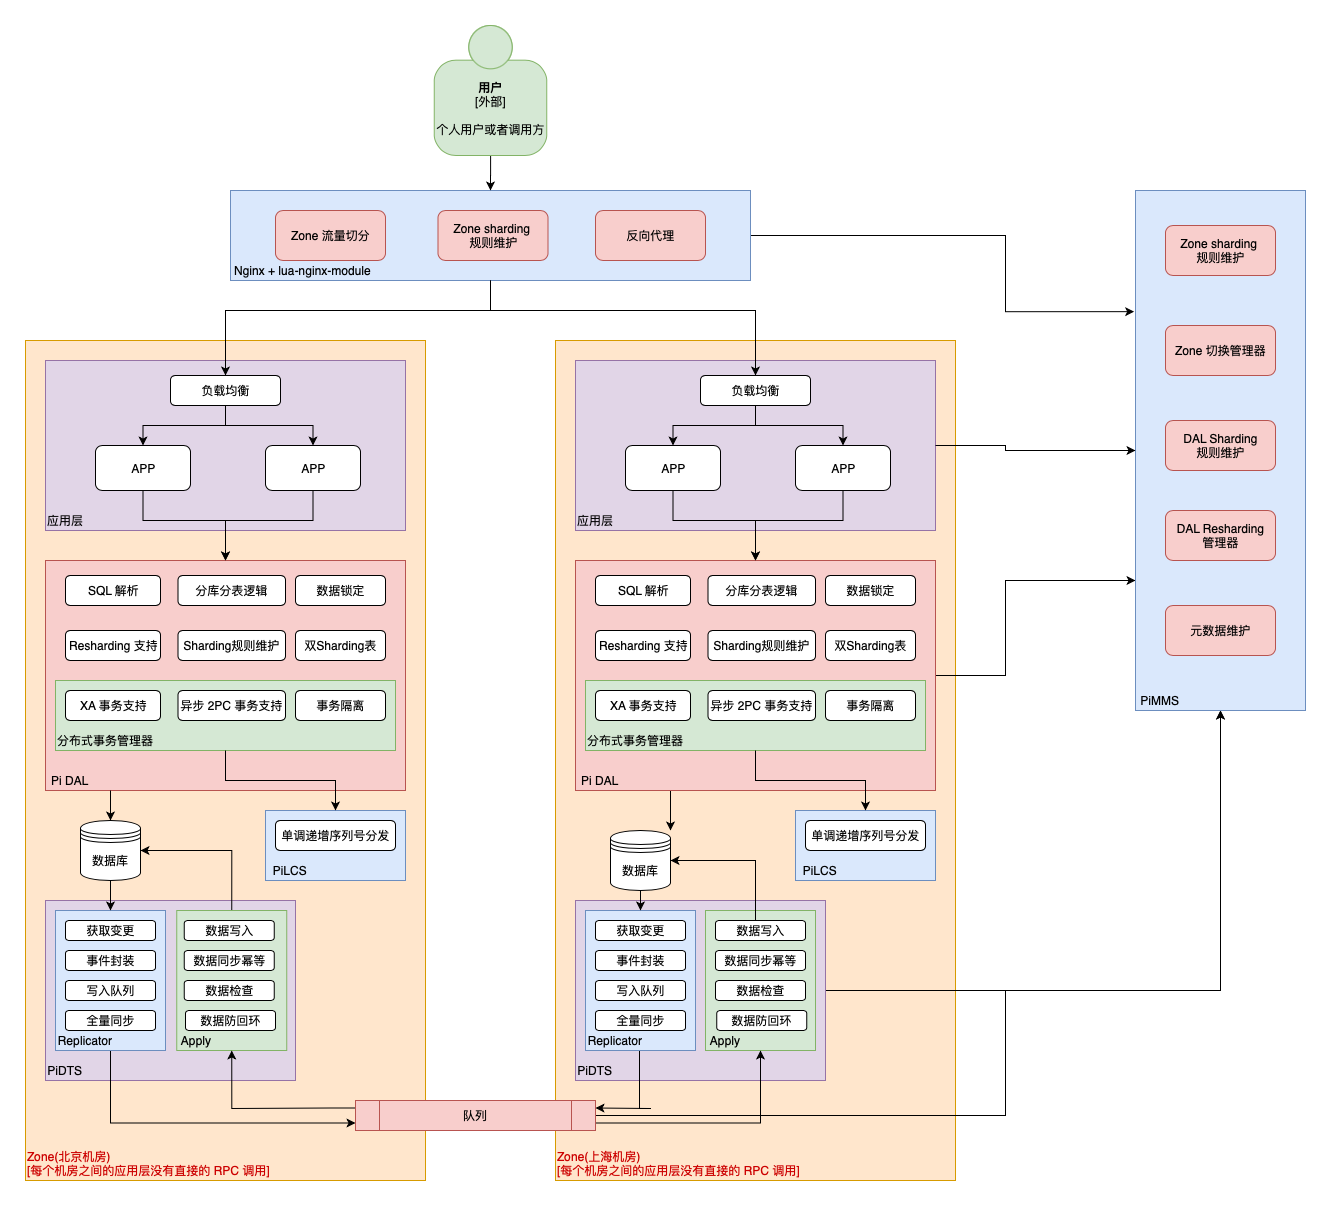 用户
[外部]
个人用户或者调用方
Zone 流量切分
Zone sharding
规则维护
反向代理
Nginx + lua-nginx-module
负载均衡
APP
APP
应用层
SQL 解析
分库分表逻辑
数据锁定
Resharding 支持
Sharding规则维护
双Sharding表
XA 事务支持
异步 2PC 事务支持
事务隔离
分布式事务管理器
Pi DAL
数据库
单调递增序列号分发
PiLCS
获取变更
事件封装
写入队列
全量同步
Replicator
数据写入
数据同步幂等
数据检查
数据防回环
Apply
PiDTS
Zone(北京机房)
[每个机房之间的应用层没有直接的 RPC 调用]
队列
负载均衡
APP
APP
应用层
SQL 解析
分库分表逻辑
数据锁定
Resharding 支持
Sharding规则维护
双Sharding表
XA 事务支持
异步 2PC 事务支持
事务隔离
分布式事务管理器
Pi DAL
数据库
单调递增序列号分发
PiLCS
获取变更
事件封装
写入队列
全量同步
Replicator
数据写入
数据同步幂等
数据检查
数据防回环
Apply
PiDTS
Zone(上海机房)
[每个机房之间的应用层没有直接的 RPC 调用]
Zone sharding
规则维护
Zone 切换管理器
DAL Sharding
规则维护
DAL Resharding
管理器
元数据维护
PiMMS